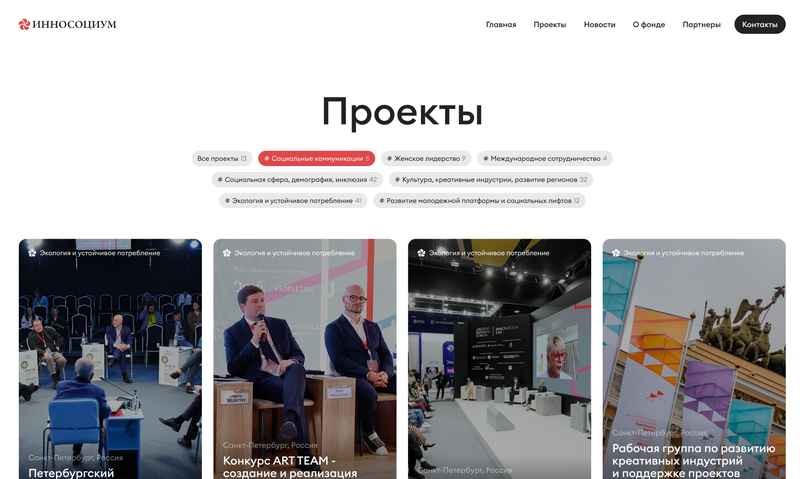 ИННОСОЦИУМ
Главная
Проекты
Новости
О фонде
Партнеры
Контакты
Проекты
Все проекты 13
# Социальные коммуникации 8
# Женское лидерство 9
# Международное сотрудничество 4
# Социальная сфера, демография, инклюзия 42
# Культура, креативные индустрии, развитие регионов 32
# Экология и устойчивое потребление 41
# Развитие молодежной платформы и социальных лифтов 12
Экология и устойчивое потребление
Санкт-Петербург, Россия
Петербургский
Экология и устойчивое потребление
PEOPLETALK
Санкт-Петербург, Россия
Конкурс ART TEAM -
создание и реализация
Экология и устойчивое потребление
Санкт-Петербург, Россия
Экология и устойчивое потребление
Санкт-Петербург, Россия
Рабочая группа по развитию
креативных индустрий
и поддержке проектов